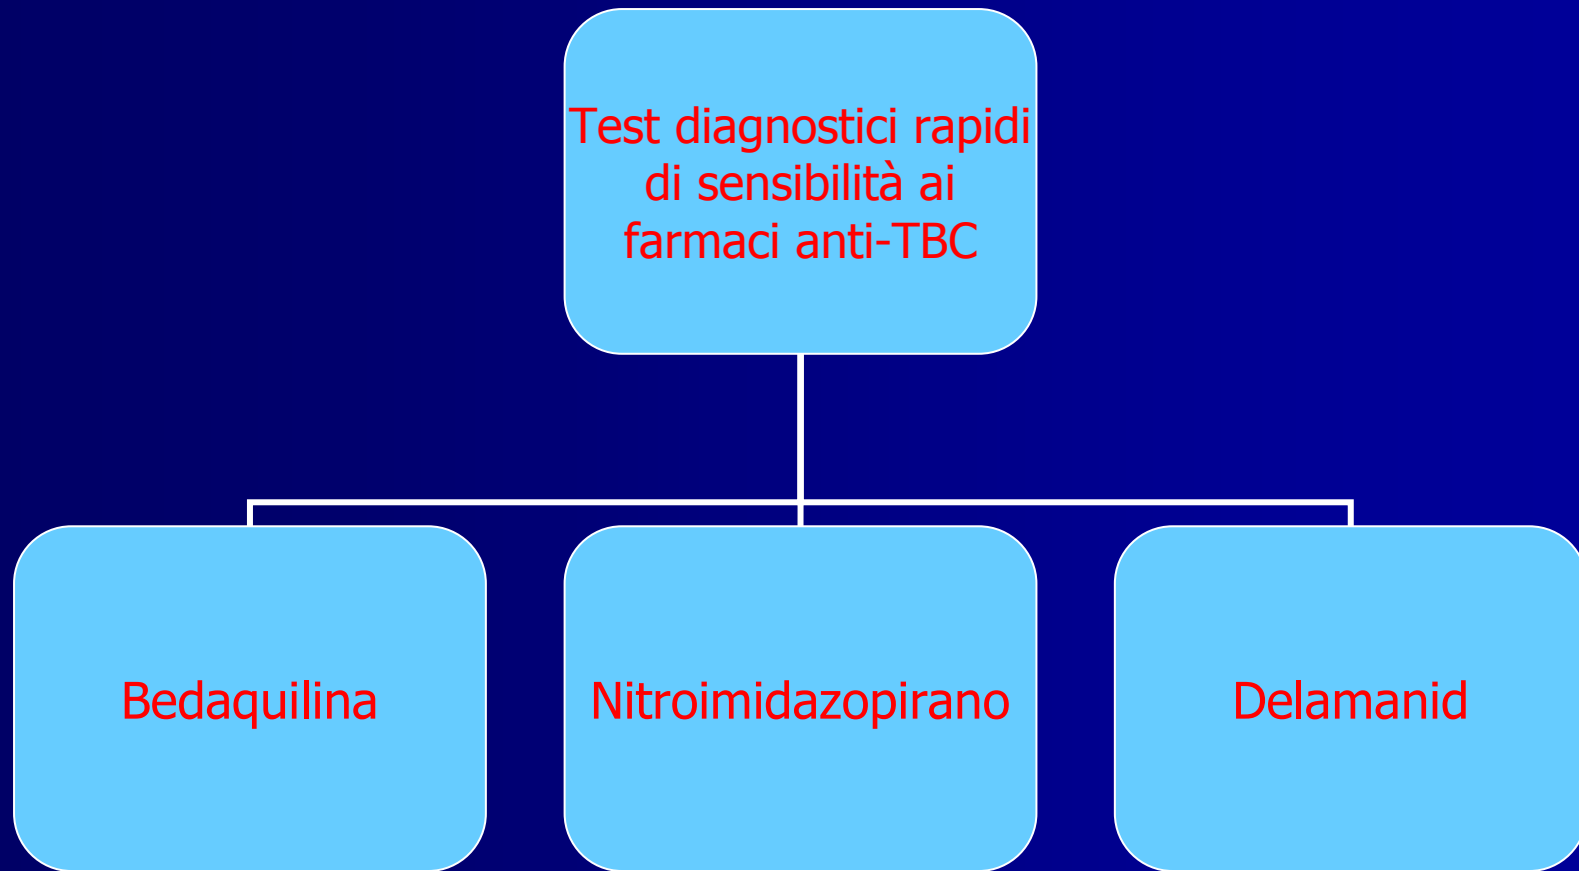 Test diagnostici rapidi
di sensibilità ai
farmaci anti-TBC
Bedaquilina
Nitroimidazopirano
Delamanid